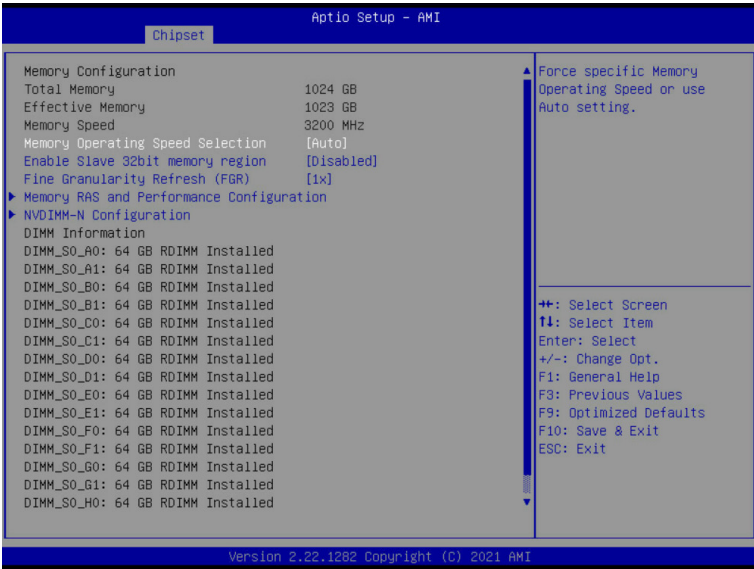 Aptio Setup – AMI
Chipset
Memory Configuration
Total Memory 1024 GB
Effective Memory 1023 GB
Memory Speed 3200 MHz
Memory Operating Speed Selection [Auto]
Enable Slave 32bit memory region [Disabled]
Fine Granularity Refresh (FGR) [1x]
Memory RAS and Performance Configuration
NVDIMM-N Configuration
DIMM Information
DIMM_S0_A0: 64 GB RDIMM Installed
DIMM_S0_A1: 64 GB RDIMM Installed
DIMM_S0_B0: 64 GB RDIMM Installed
DIMM_S0_B1: 64 GB RDIMM Installed
DIMM_S0_C0: 64 GB RDIMM Installed
DIMM_S0_C1: 64 GB RDIMM Installed
DIMM_S0_D0: 64 GB RDIMM Installed
DIMM_S0_D1: 64 GB RDIMM Installed
DIMM_S0_E0: 64 GB RDIMM Installed
DIMM_S0_E1: 64 GB RDIMM Installed
DIMM_S0_F0: 64 GB RDIMM Installed
DIMM_S0_F1: 64 GB RDIMM Installed
DIMM_S0_G0: 64 GB RDIMM Installed
DIMM_S0_G1: 64 GB RDIMM Installed
DIMM_S0_H0: 64 GB RDIMM Installed
Force specific Memory
Operating Speed or use
Auto setting.
→←: Select Screen
↑↓: Select Item
Enter: Select
+/-: Change Opt.
F1: General Help
F3: Previous Values
F9: Optimized Defaults
F10: Save & Exit
ESC: Exit
Version 2.22.1282 Copyright (C) 2021 AMI